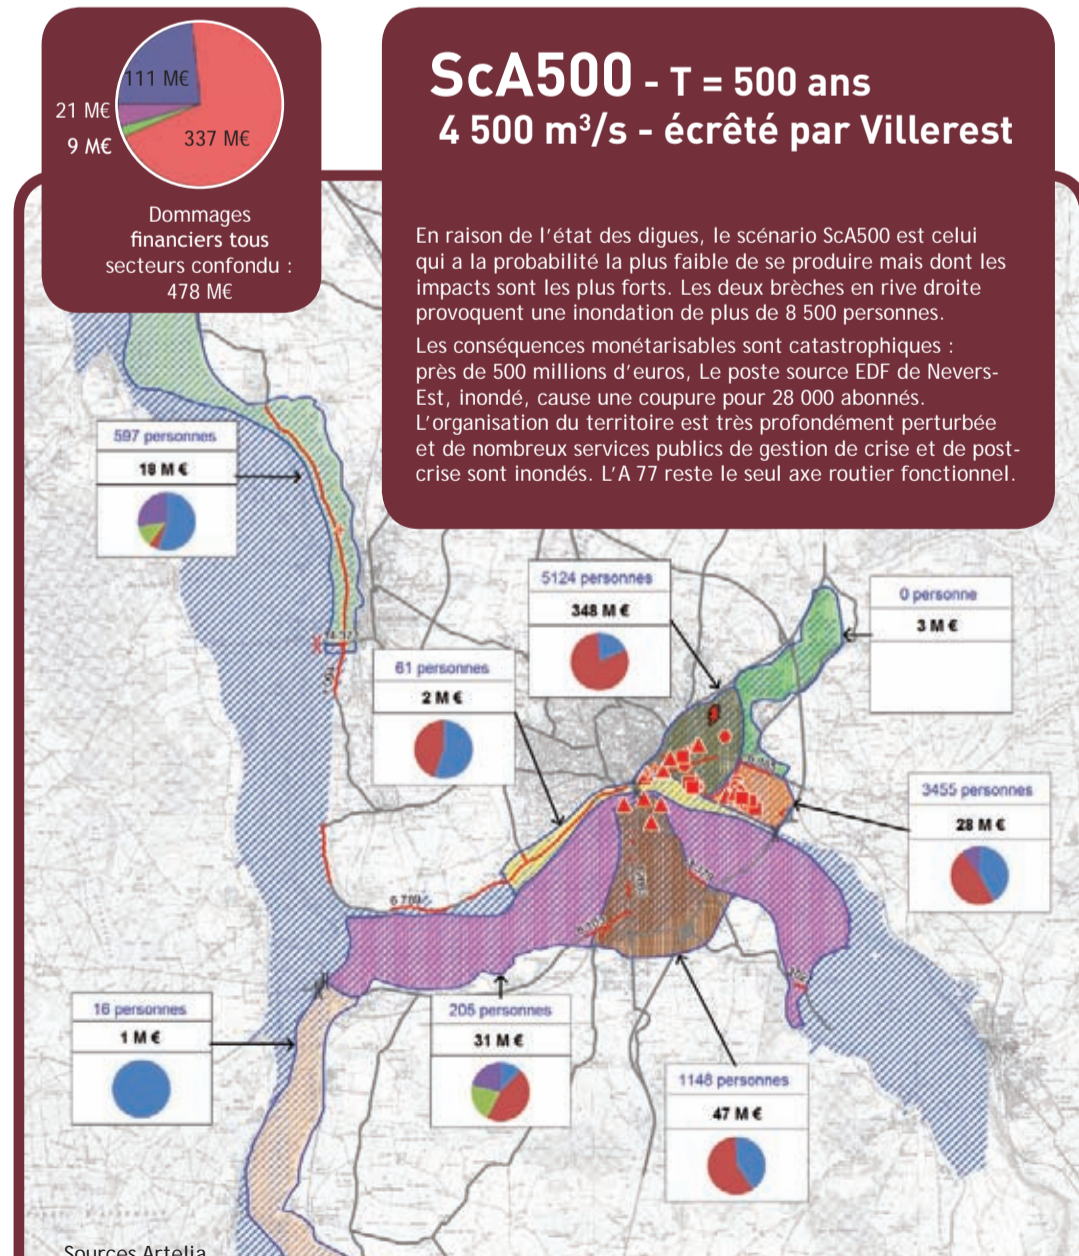 111 M€
21 M€
9 M€
337 M€
Dommages
financiers tous
secteurs confondu :
478 M€
ScA500 - T = 500 ans
4 500 m³/s - écrêté par Villerest
En raison de l'état des digues, le scénario ScA500 est celui
qui a la probabilité la plus faible de se produire mais dont les
impacts sont les plus forts. Les deux brèches en rive droite
provoquent une inondation de plus de 8 500 personnes.
Les conséquences monétarisables sont catastrophiques :
près de 500 millions d'euros, Le poste source EDF de Nevers-
Est, inondé, cause une coupure pour 28 000 abonnés.
L'organisation du territoire est très profondément perturbée
et de nombreux services publics de gestion de crise et de post-
crise sont inondés. L'A 77 reste le seul axe routier fonctionnel.
597 personnes
18 M €
5124 personnes
348 M €
0 personne
3 M €
61 personnes
2 M €
3455 personnes
28 M €
16 personnes
1 M €
205 personnes
31 M €
1148 personnes
47 M €
Sources Artelia